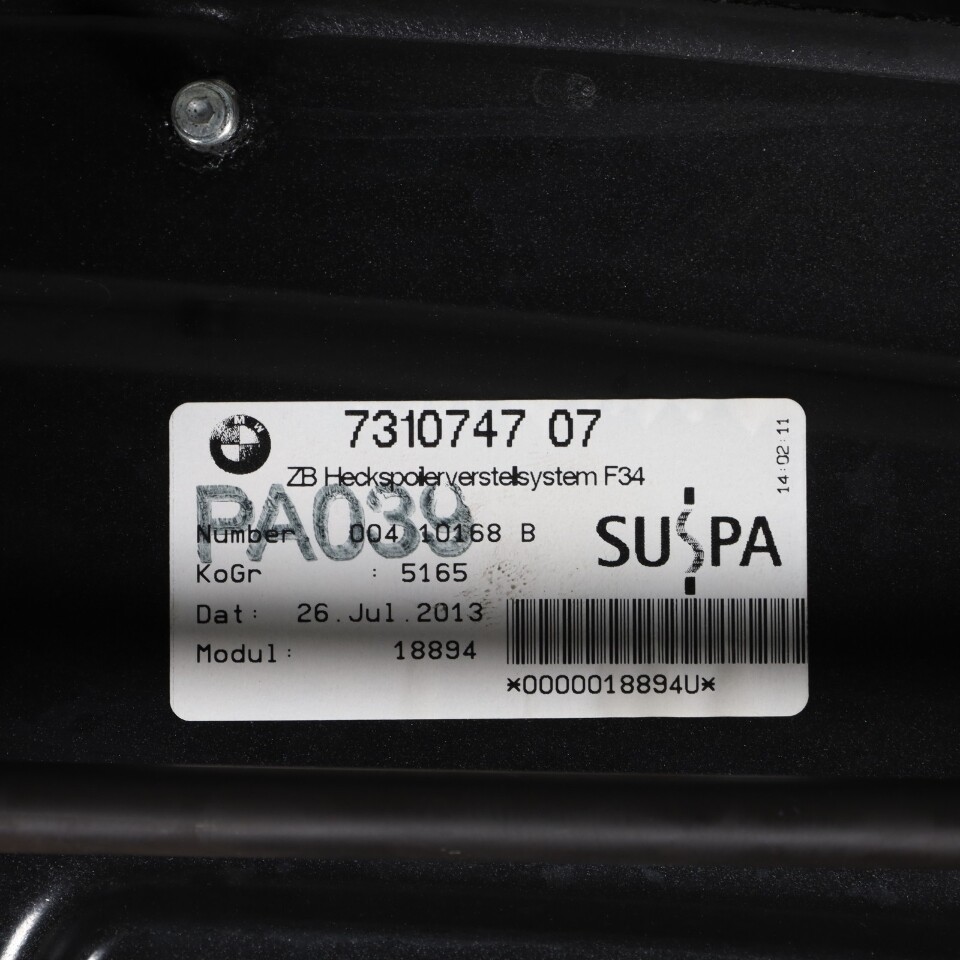 BMW
7310747 07
14:02:11
ZB Heckspoilerverstellsystem F34
PA039
Number 004 10168 B
SUSPA
KoGr : 5165
Dat: 26.Jul.2013
Modul: 18894
*0000018894U*